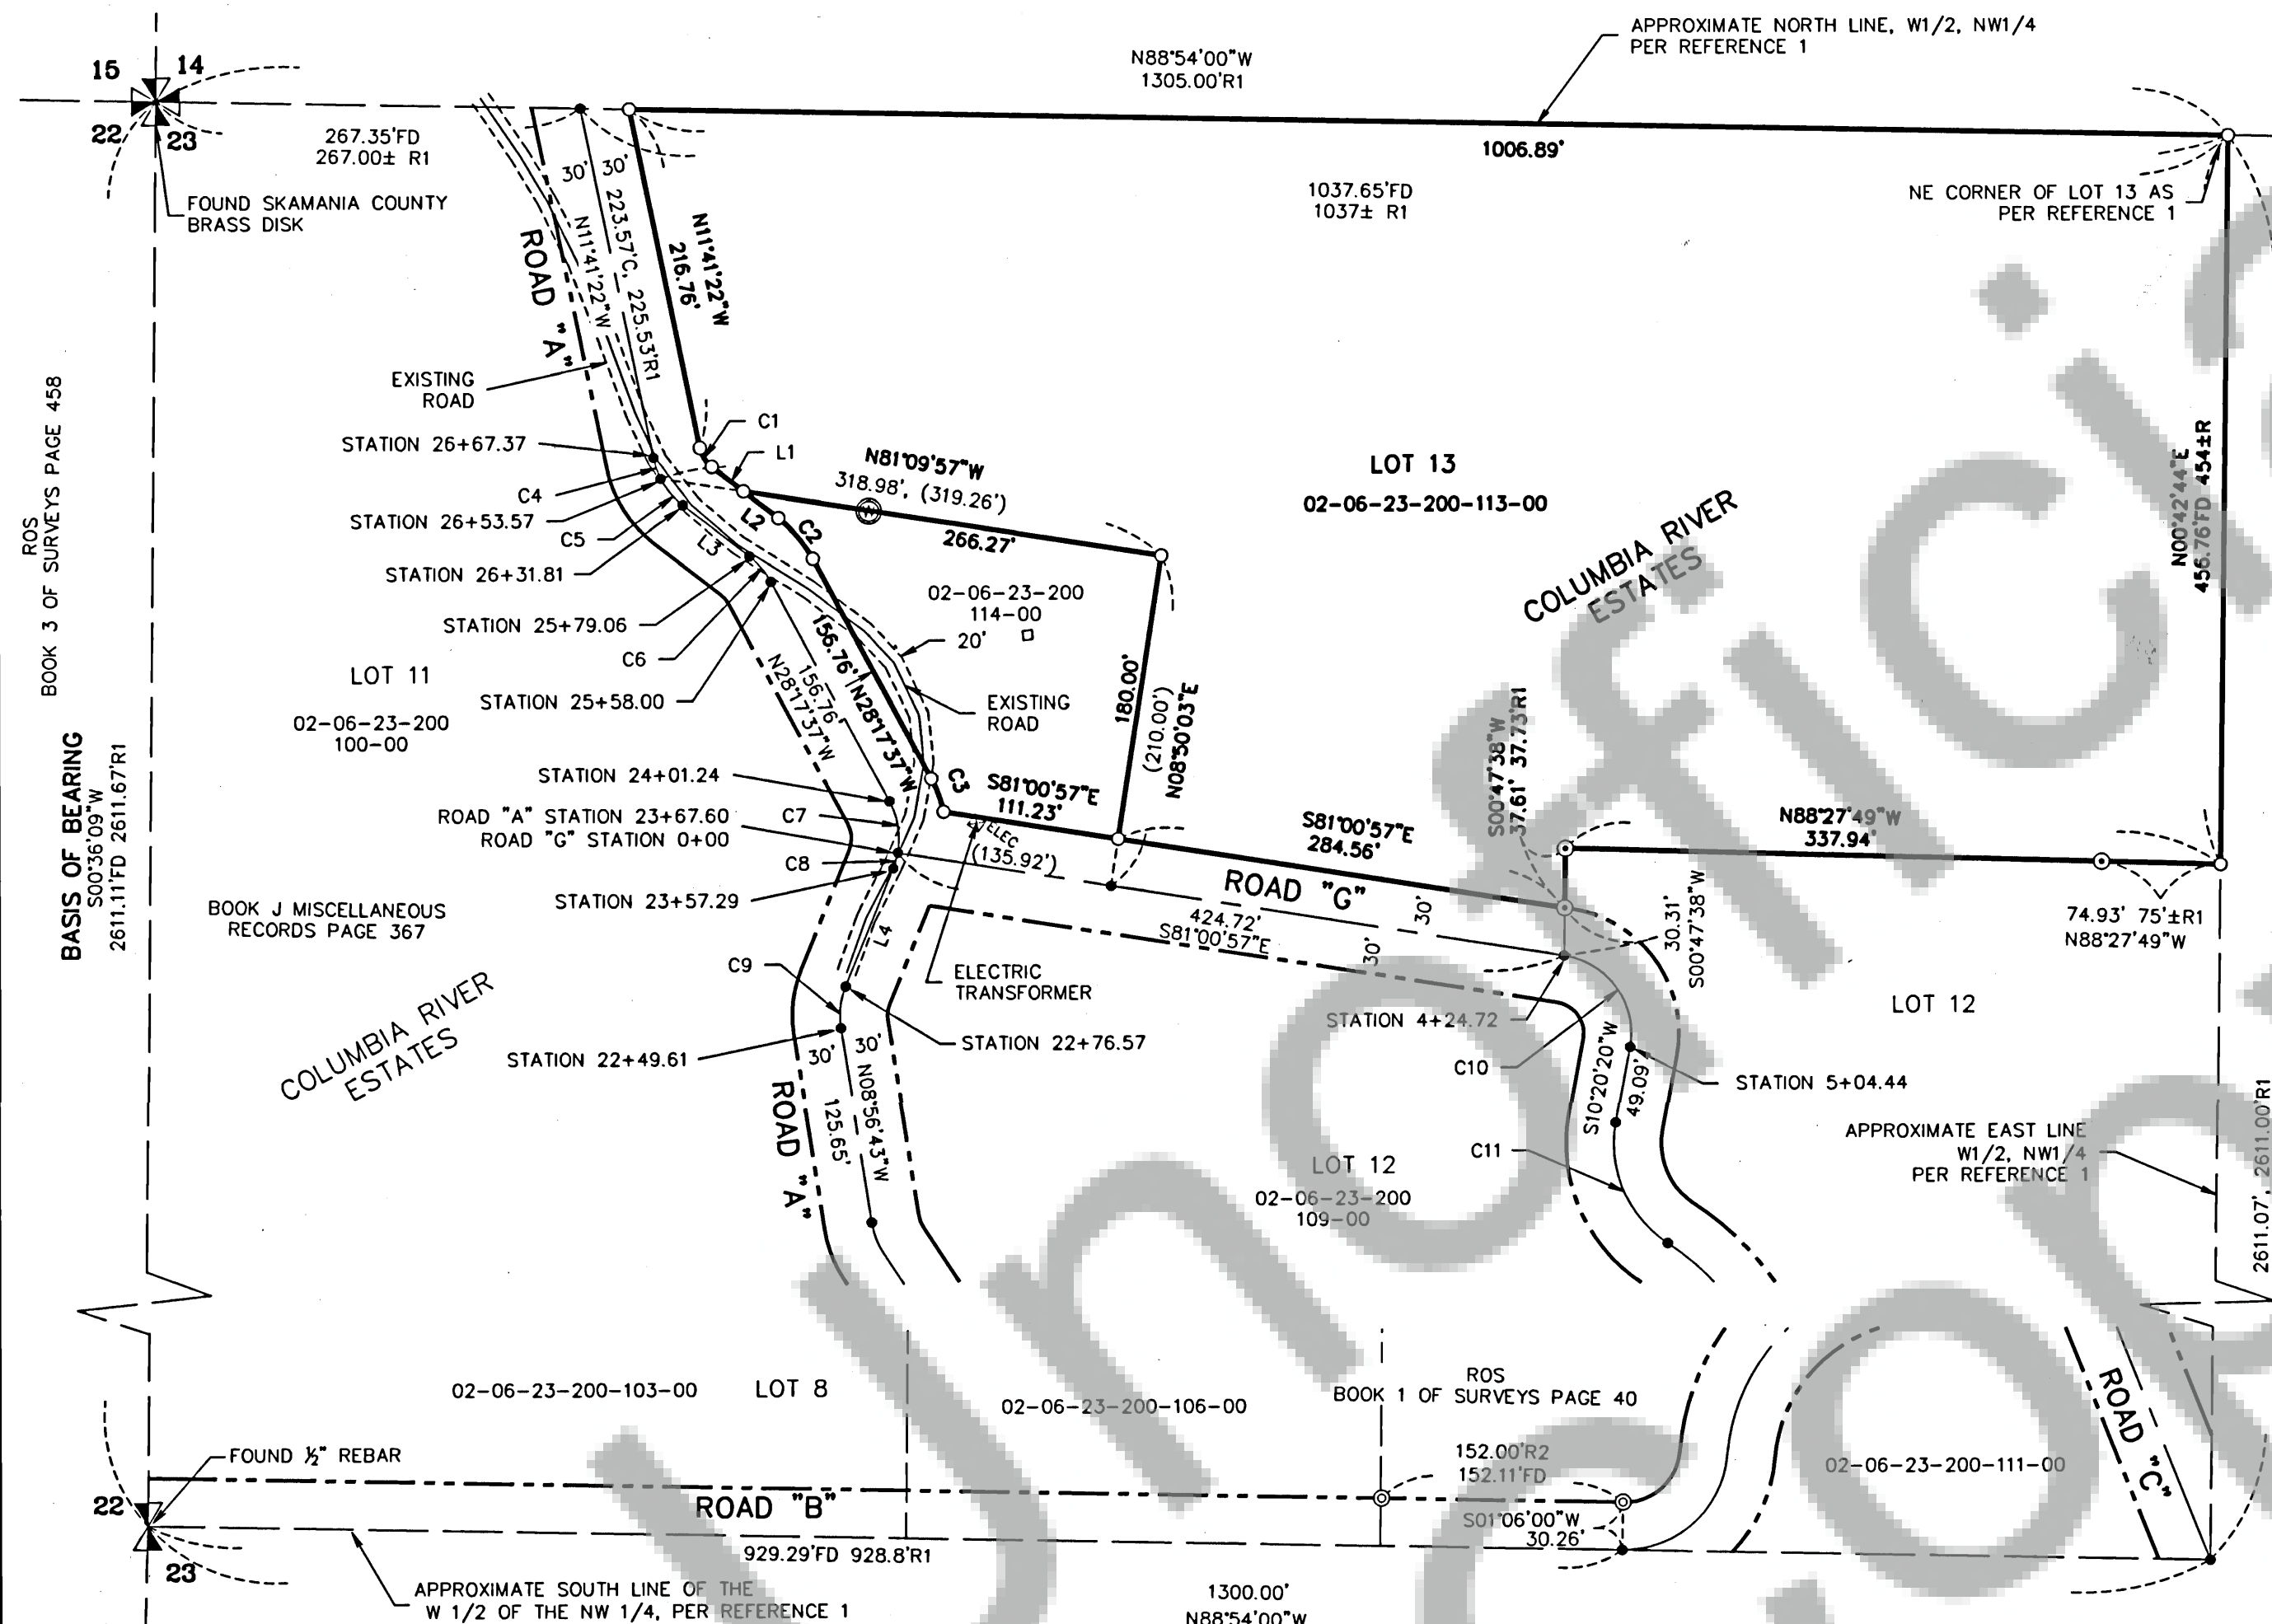 APPROXIMATE NORTH LINE, W1/2, NW1/4
PER REFERENCE 1
N88°54'00"W
1305.00'R1
15 14
22 23
267.35'FD
267.00± R1
FOUND SKAMANIA COUNTY
BRASS DISK
30' 30'
223.57'C, 225.53'R1
N11°41'22"W
N11°41'22"W
216.76'
ROAD "A"
1006.89'
1037.65'FD
1037± R1
NE CORNER OF LOT 13 AS
PER REFERENCE 1
EXISTING
ROAD
STATION 26+67.37
C4
STATION 26+53.57
C5
STATION 26+31.81
STATION 25+79.06
C6
STATION 25+58.00
C1
L1
L2
C2
L3
N81°09'57"W
318.98', (319.26')
W
266.27'
LOT 13
02-06-23-200-113-00
COLUMBIA RIVER
ESTATES
N00°42'44"E
456.76'FD 454±R
ROS
BOOK 3 OF SURVEYS PAGE 458
BASIS OF BEARING
S00°36'09"W
2611.11'FD 2611.67'R1
LOT 11
02-06-23-200
100-00
02-06-23-200
114-00
20'
EXISTING
ROAD
156.76'
N28°17'37"W
156.76'
N28°17'37"W
180.00'
(210.00')
N08°50'03"E
STATION 24+01.24
ROAD "A" STATION 23+67.60
ROAD "G" STATION 0+00
C7
C8
STATION 23+57.29
C3
S81°00'57"E
111.23'
ELEC
(135.92')
S81°00'57"E
284.56'
S00°47'38"W
37.61' 37.73'R1
N88°27'49"W
337.94'
74.93' 75'±R1
N88°27'49"W
30.31'
S00°47'38"W
ROAD "G"
30'
30'
424.72'
S81°00'57"E
BOOK J MISCELLANEOUS
RECORDS PAGE 367
COLUMBIA RIVER
ESTATES
L4
C9
ELECTRIC
TRANSFORMER
STATION 22+76.57
STATION 22+49.61
30' 30'
N08°56'43"W
125.65'
ROAD "A"
STATION 4+24.72
C10
S10°20'20"W
49.09'
STATION 5+04.44
C11
LOT 12
LOT 12
02-06-23-200
109-00
APPROXIMATE EAST LINE
W1/2, NW1/4
PER REFERENCE 1
2611.07', 2611.00'R1
02-06-23-200-103-00
LOT 8
02-06-23-200-106-00
ROS
BOOK 1 OF SURVEYS PAGE 40
152.00'R2
152.11'FD
S01°06'00"W
30.26'
02-06-23-200-111-00
ROAD "C"
FOUND ½" REBAR
22
23
ROAD "B"
929.29'FD 928.8'R1
APPROXIMATE SOUTH LINE OF THE
W 1/2 OF THE NW 1/4, PER REFERENCE 1
1300.00'
N88°54'00"W